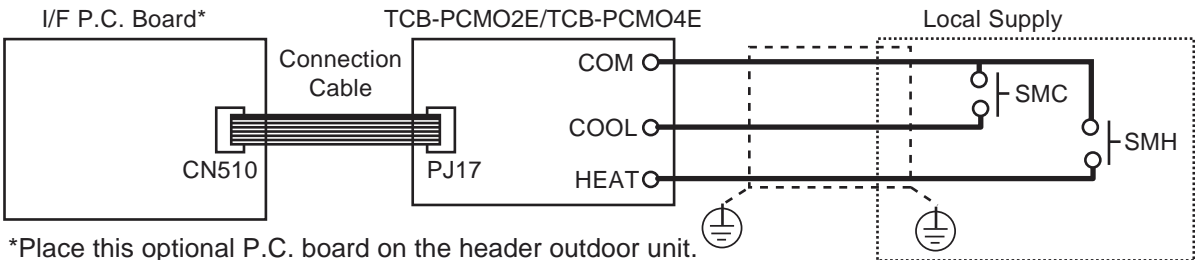 I/F P.C. Board*
TCB-PCMO2E/TCB-PCMO4E
Local Supply
Connection
Cable
COM
SMC
COOL
SMH
CN510
PJ17
HEAT
*Place this optional P.C. board on the header outdoor unit.